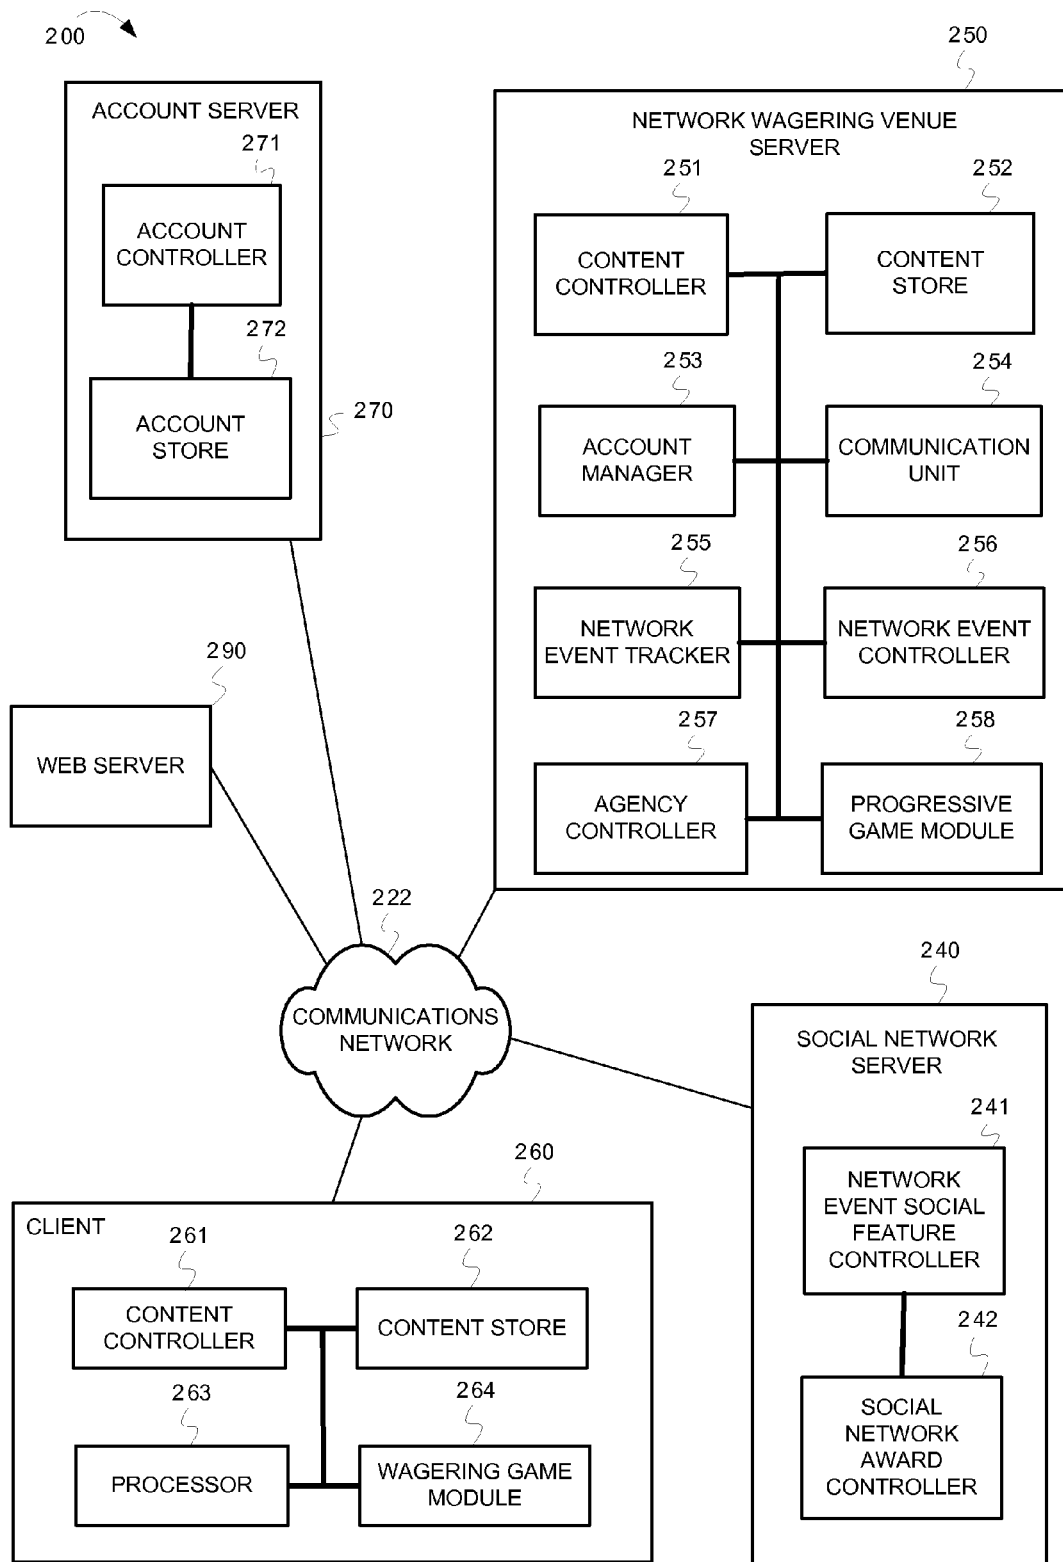 200
250
ACCOUNT SERVER
271
ACCOUNT
CONTROLLER
272
ACCOUNT
STORE
270
NETWORK WAGERING VENUE
SERVER
251
252
CONTENT
CONTROLLER
CONTENT
STORE
253
254
ACCOUNT
MANAGER
COMMUNICATION
UNIT
255
256
NETWORK
EVENT TRACKER
NETWORK EVENT
CONTROLLER
257
258
AGENCY
CONTROLLER
PROGRESSIVE
GAME MODULE
290
WEB SERVER
222
COMMUNICATIONS
NETWORK
240
SOCIAL NETWORK
SERVER
241
NETWORK
EVENT SOCIAL
FEATURE
CONTROLLER
242
SOCIAL
NETWORK
AWARD
CONTROLLER
260
CLIENT
261
262
CONTENT
CONTROLLER
CONTENT STORE
263
264
PROCESSOR
WAGERING GAME
MODULE